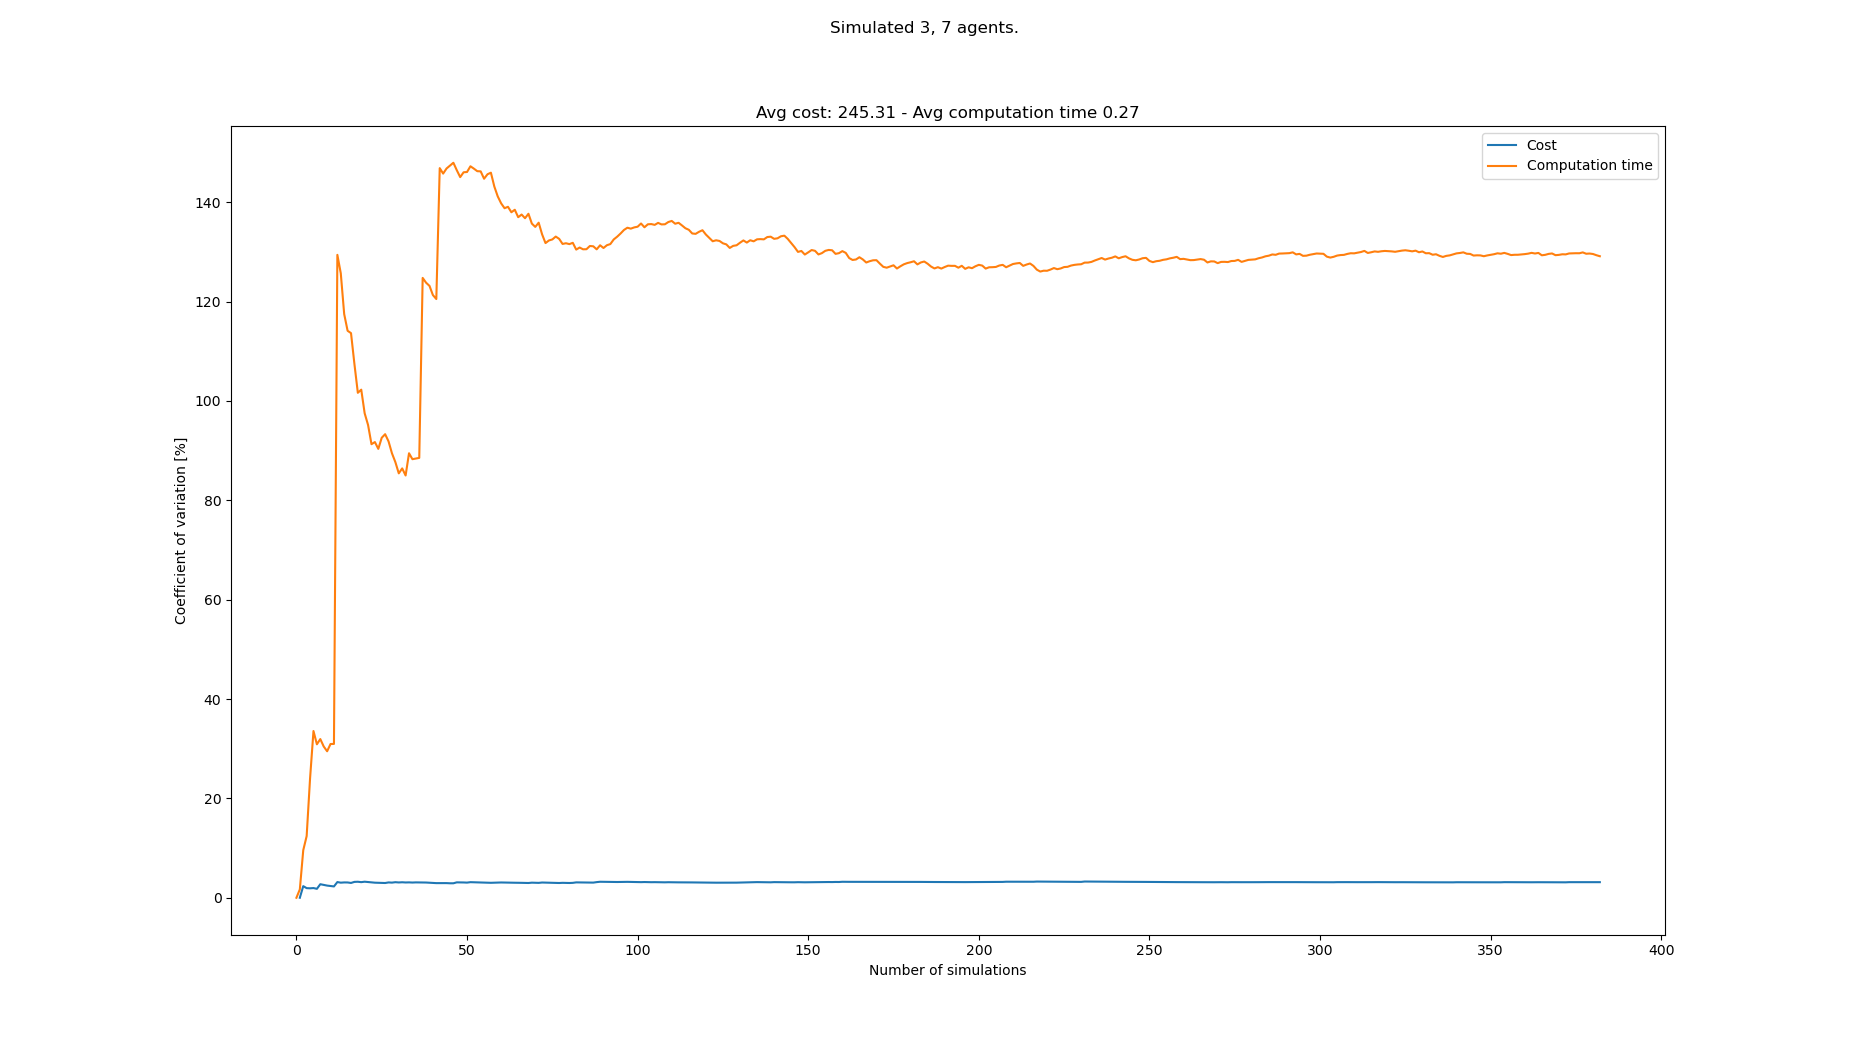 Simulated 3, 7 agents.
Avg cost: 245.31 - Avg computation time 0.27
Cost
Computation time
140
120
100
80
60
40
20
0
Coefficient of variation [%]
0 50 100 150 200 250 300 350 400
Number of simulations